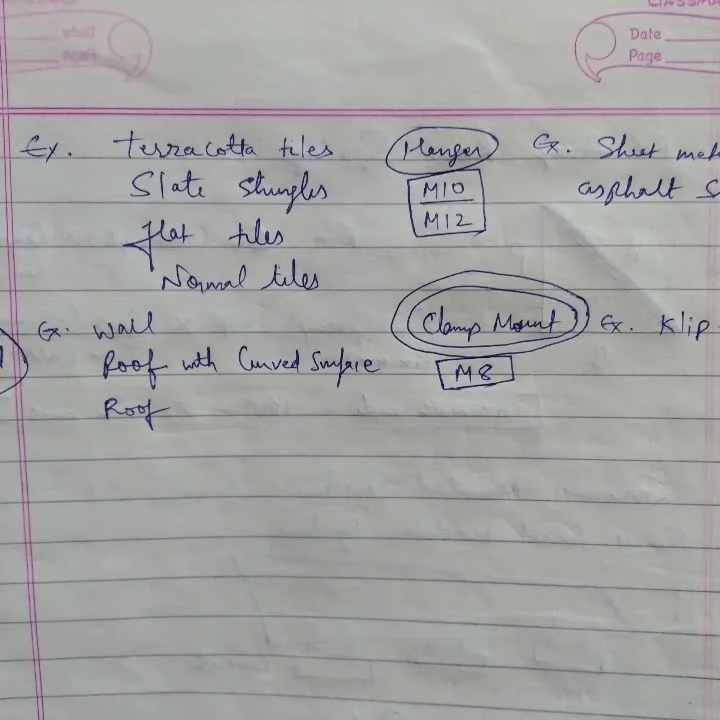 Date
Page
Ex. Terracotta tiles (Hanger) Ex. Sheet
Slate Shingles M10 asphalt
M12
flat tiles
Normal tiles
Ex. Wall Clamp Mount Ex. Klip
Roof with Curved Surface M8
Roof